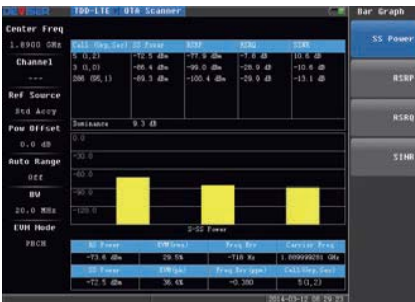 DEVISER TDD-LTE OTA Scanner Bar Graph
Center Freq
1.8900 GHz
Channel
---
Ref Source
Std Accy
Pow Offset
0.0 dB
Auto Range
Off
BW
20.0 MHz
EVM Mode
PBCH
Cell (Grp,Sec) SS Power RSRP RSRQ SINR
5 (1,2) -72.5 dBm -77.9 dBm -7.6 dB 10.6 dB
3 (1,0) -86.4 dBm -99.0 dBm -28.9 dB -10.6 dB
286 (95,1) -89.3 dBm -100.4 dBm -29.9 dB -13.1 dB
Dominance 9.3 dB
0.0
-30.0
-60.0
-90.0
-120.0
S-SS Power
RS Power EVM(rms) Freq Err Carrier Freq
-73.6 dBm 29.5% -718 Hz 1.889999281 GHz
SS Power EVM(pk) Freq Err(ppm) Cell(Grp,Sec)
-72.5 dBm 36.4% -0.380 5(1,2)
SS Power
RSRP
RSRQ
SINR
2014-03-12 08:29:23